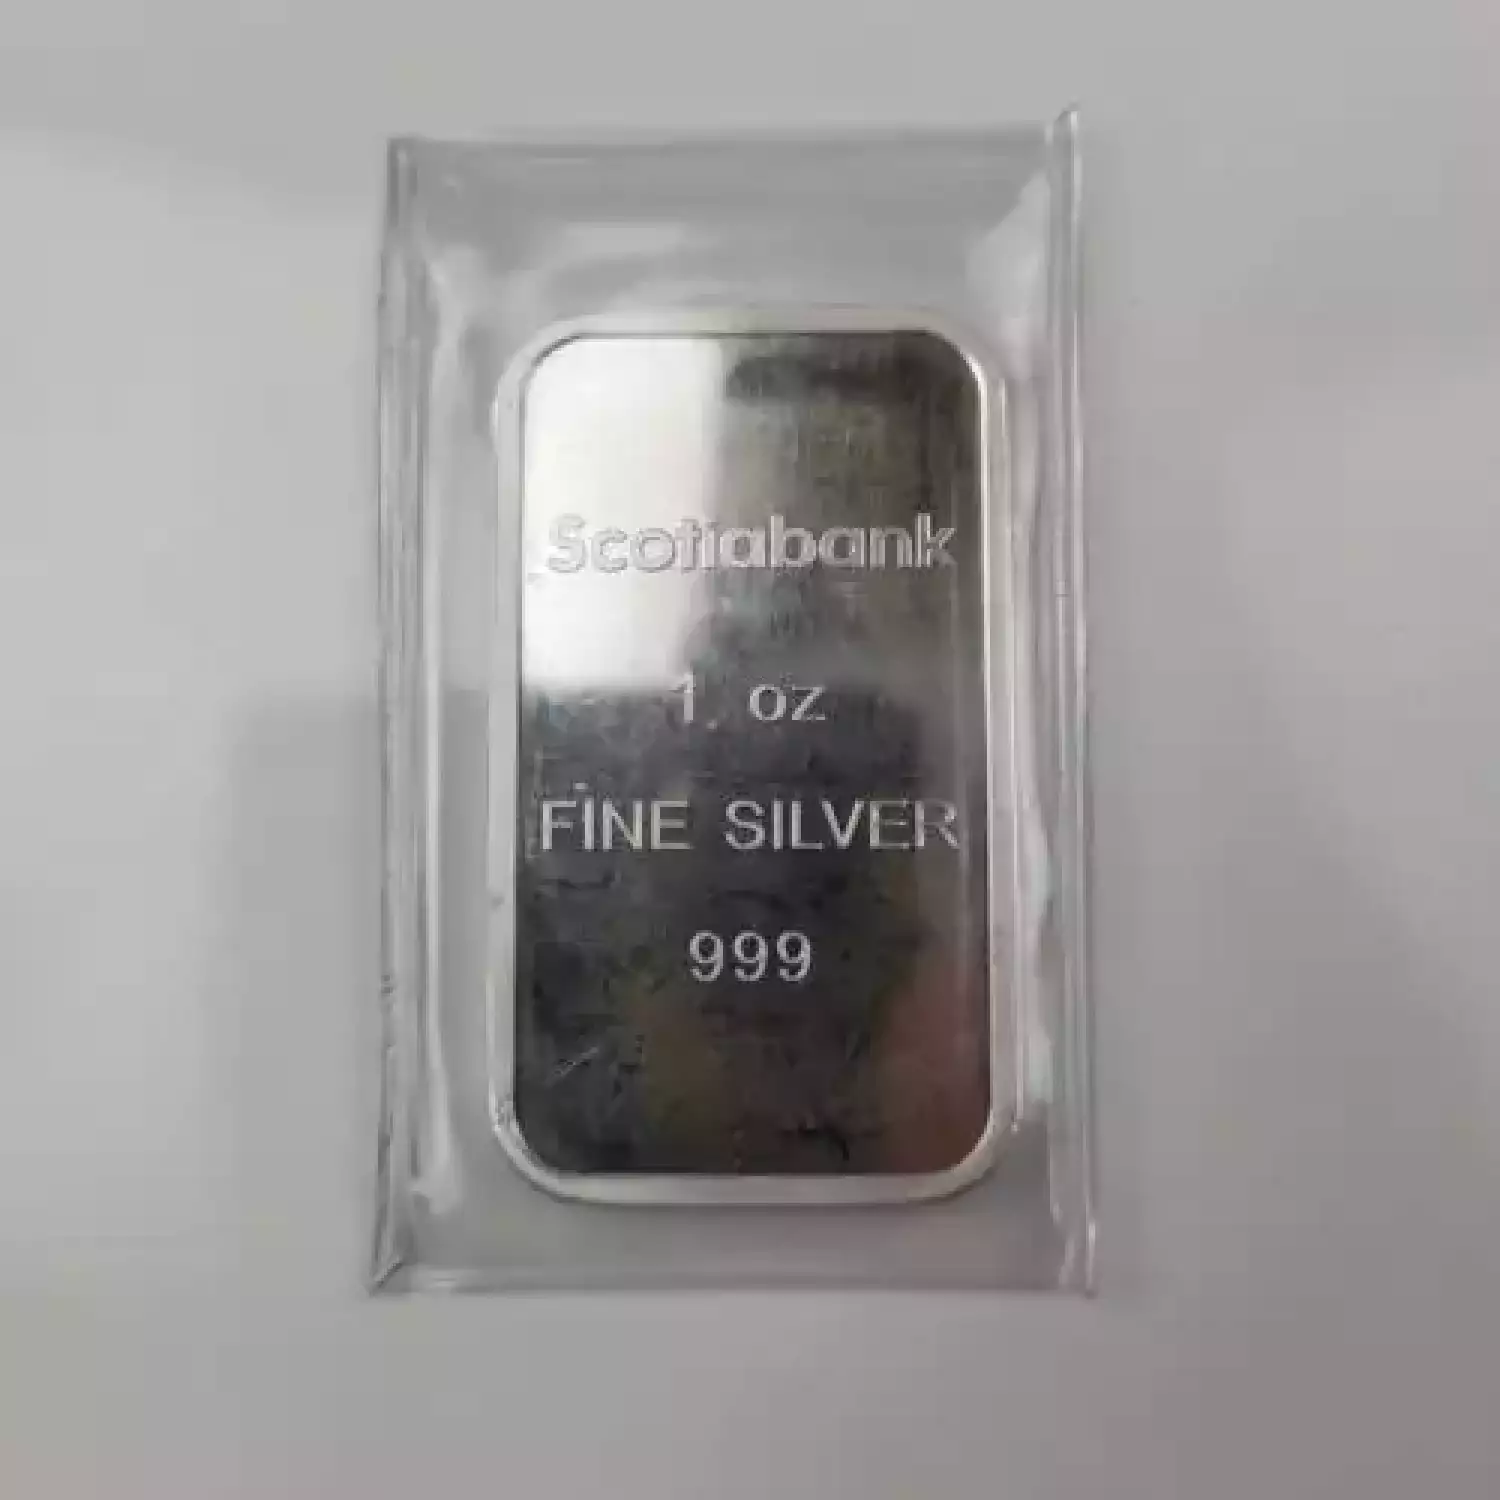 Scotiabank
1 oz
FINE SILVER
999